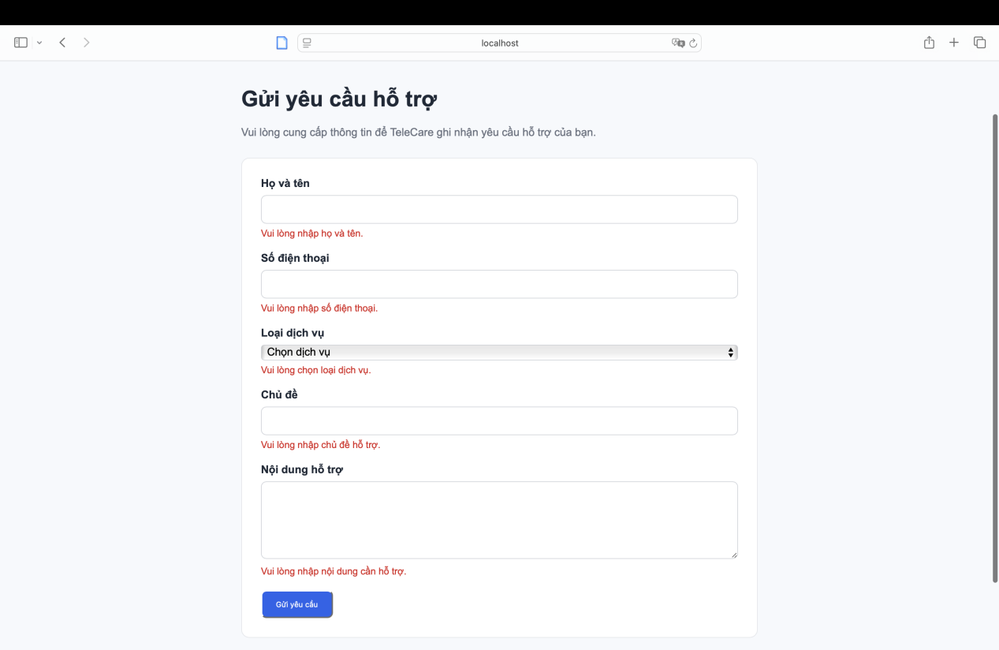 localhost
Gửi yêu cầu hỗ trợ
Vui lòng cung cấp thông tin để TeleCare ghi nhận yêu cầu hỗ trợ của bạn.
Họ và tên
Vui lòng nhập họ và tên.
Số điện thoại
Vui lòng nhập số điện thoại.
Loại dịch vụ
Chọn dịch vụ
Vui lòng chọn loại dịch vụ.
Chủ đề
Vui lòng nhập chủ đề hỗ trợ.
Nội dung hỗ trợ
Vui lòng nhập nội dung cần hỗ trợ.
Gửi yêu cầu